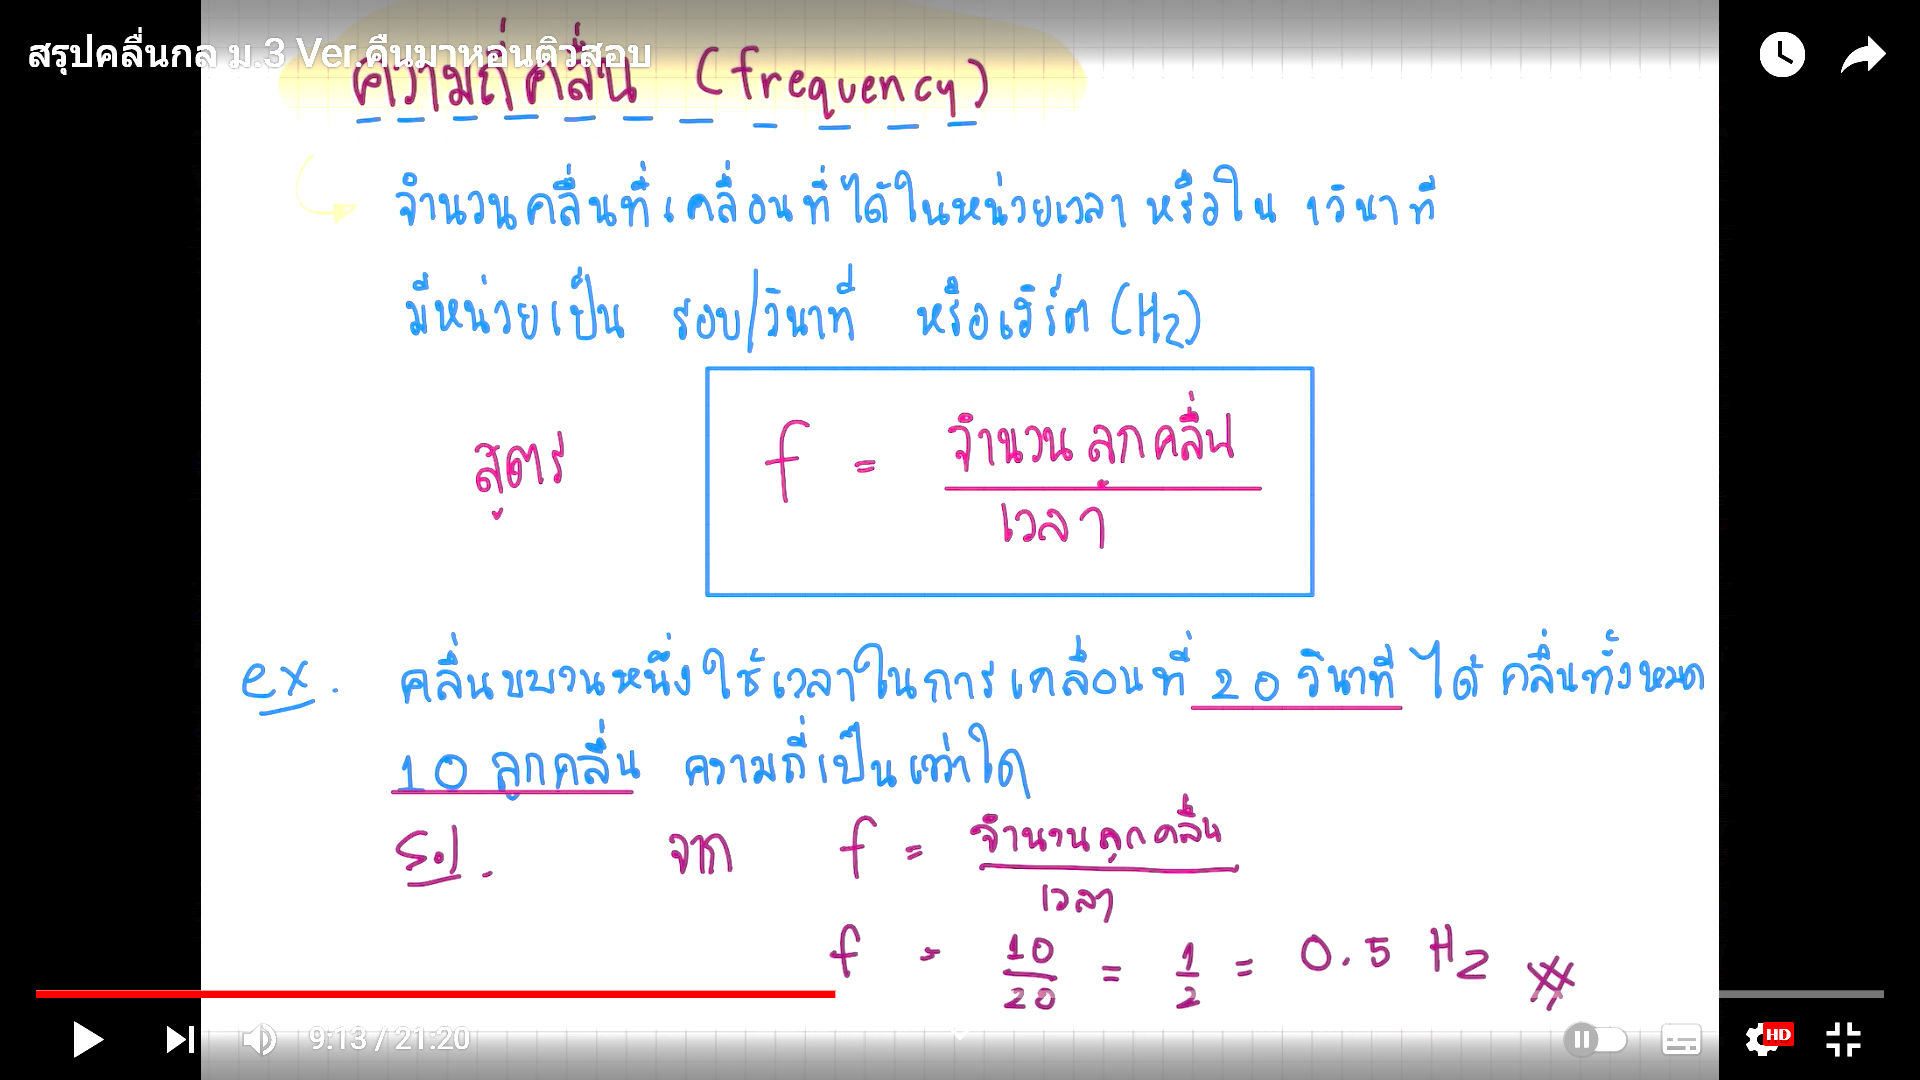 สรุปคลื่นกล ม.3 Ver.คืนมาหอนติวสอบ
ความถี่คลื่น (frequency)
จำนวนคลื่นที่เคลื่อนที่ได้ในหน่วยเวลา หรือใน 1 วินาที
มีหน่วยเป็น รอบ/วินาที หรือเฮิร์ต (Hz)
สูตร f = จำนวนลูกคลื่น / เวลา
ex. คลื่นขบวนหนึ่งใช้เวลาในการเคลื่อนที่ 20 วินาที ได้คลื่นทั้งหมด
10 ลูกคลื่น ความถี่เป็นเท่าใด
Sol. จาก f = จำนวนลูกคลื่น / เวลา
f = 10/20 = 1/2 = 0.5 Hz #
9:13 / 21:20
HD